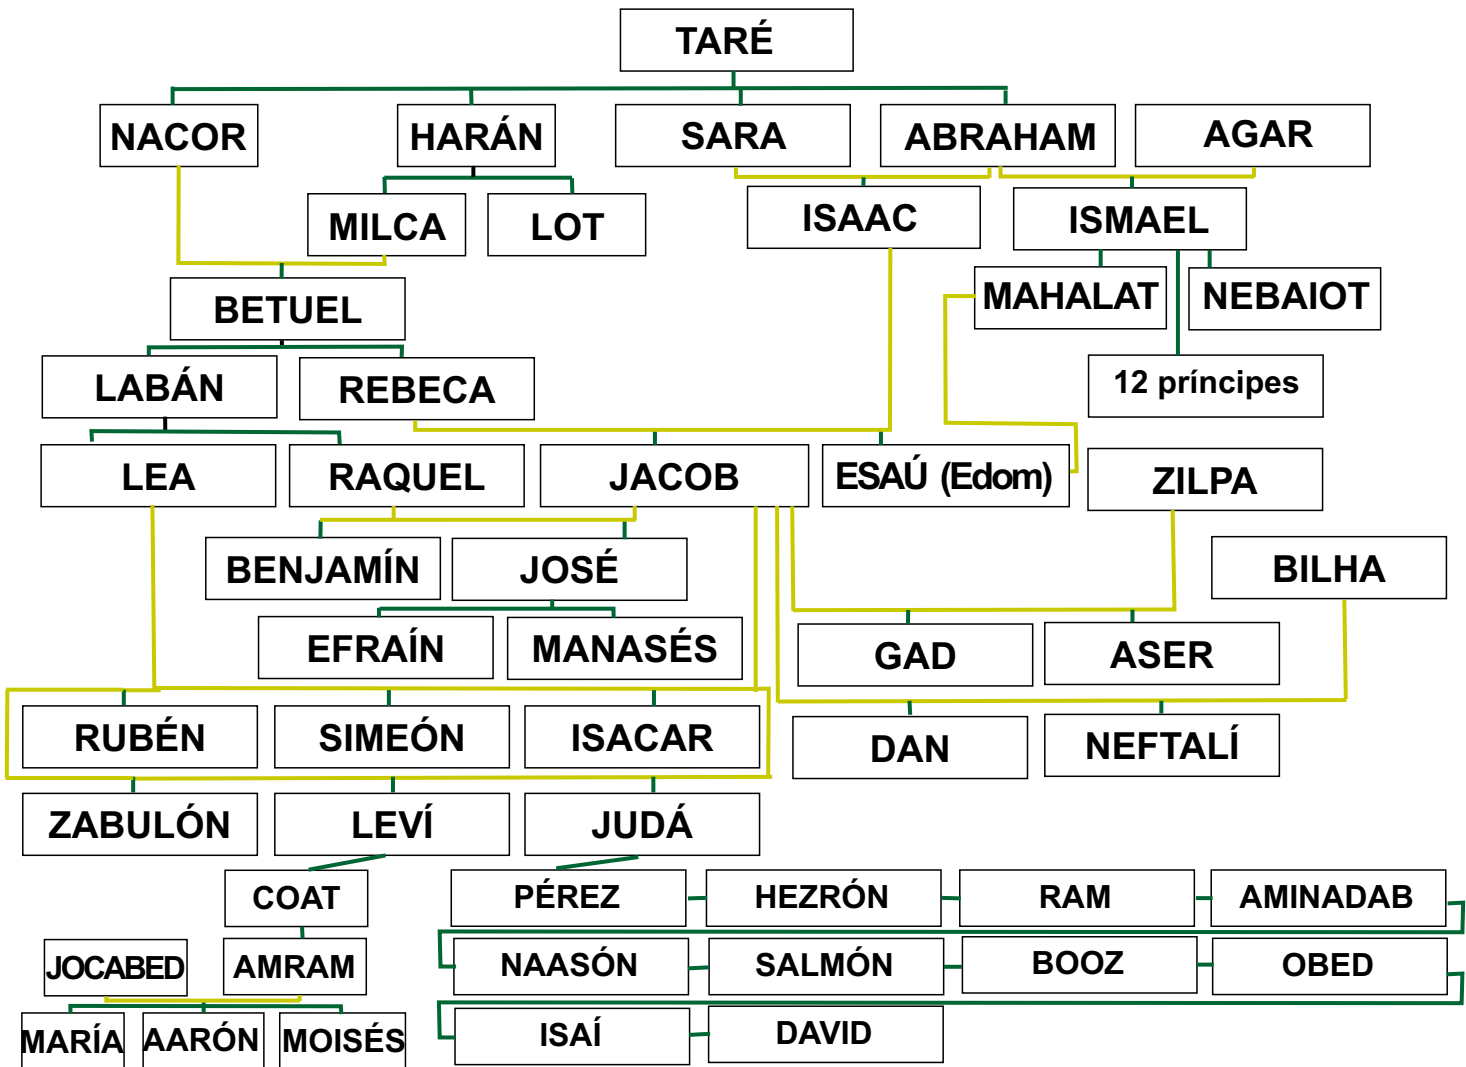 TARÉ
NACOR
HARÁN
SARA
ABRAHAM
AGAR
MILCA
LOT
ISAAC
ISMAEL
BETUEL
MAHALAT
NEBAIOT
LABÁN
REBECA
12 príncipes
LEA
RAQUEL
JACOB
ESAÚ (Edom)
ZILPA
BENJAMÍN
JOSÉ
BILHA
EFRAÍN
MANASÉS
GAD
ASER
RUBÉN
SIMEÓN
ISACAR
DAN
NEFTALÍ
ZABULÓN
LEVÍ
JUDÁ
COAT
PÉREZ
HEZRÓN
RAM
AMINADAB
JOCABED
AMRAM
NAASÓN
SALMÓN
BOOZ
OBED
MARÍA
AARÓN
MOISÉS
ISAÍ
DAVID